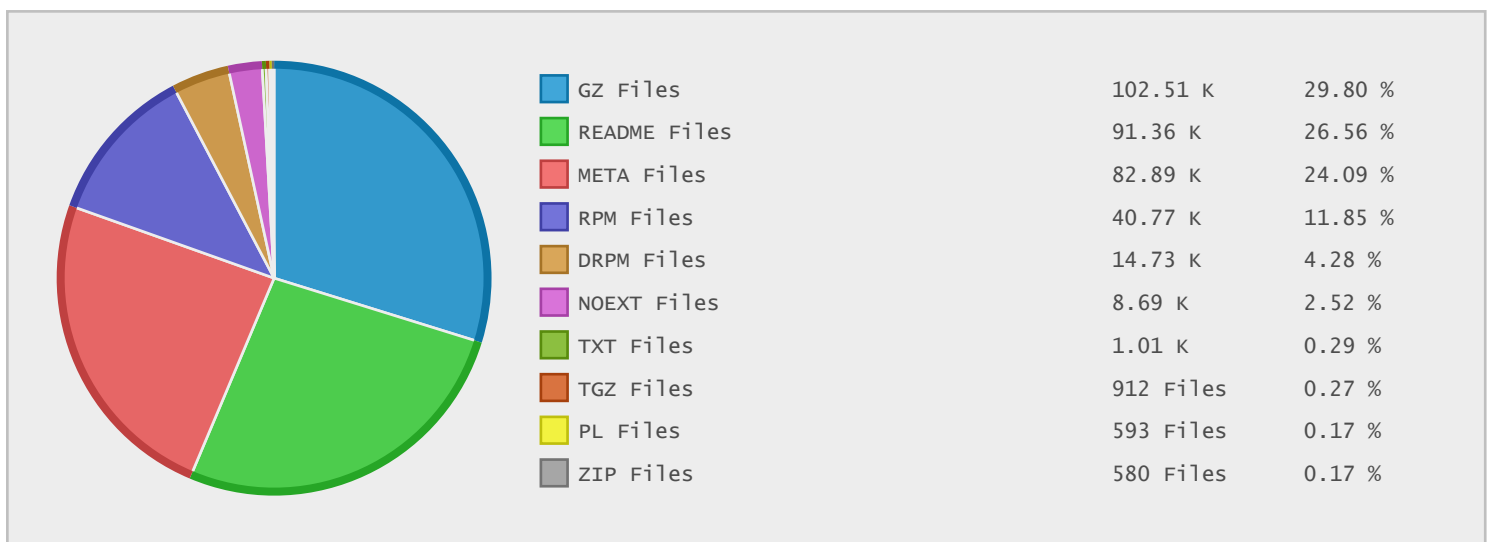 GZ Files 102.51 K 29.80 %
README Files 91.36 K 26.56 %
META Files 82.89 K 24.09 %
RPM Files 40.77 K 11.85 %
DRPM Files 14.73 K 4.28 %
NOEXT Files 8.69 K 2.52 %
TXT Files 1.01 K 0.29 %
TGZ Files 912 Files 0.27 %
PL Files 593 Files 0.17 %
ZIP Files 580 Files 0.17 %